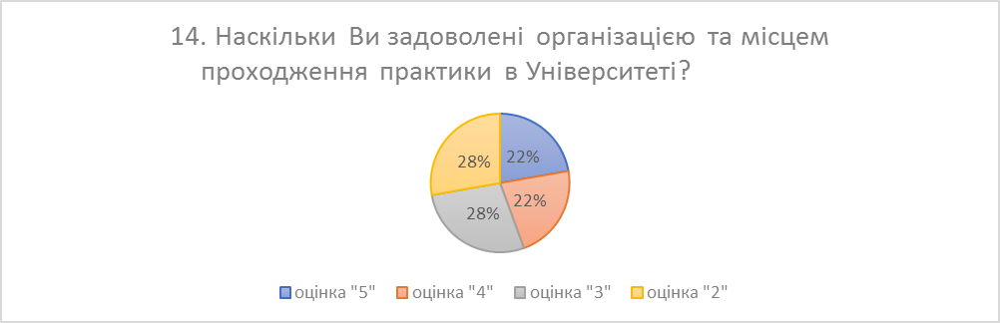 14. Наскільки Ви задоволені організацією та місцем
проходження практики в Університеті?
28%
22%
28%
22%
оцінка "5" оцінка "4" оцінка "3" оцінка "2"